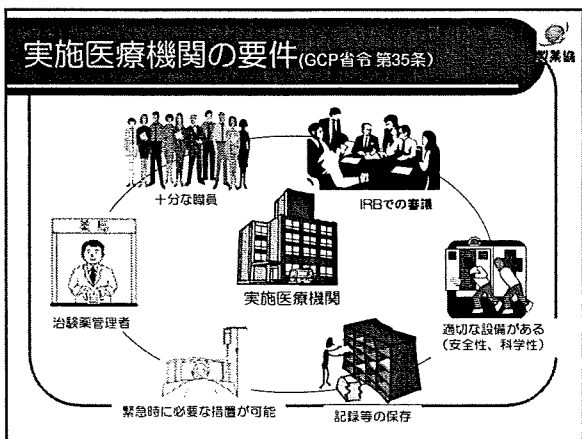 実施医療機関の要件(GCP省令 第35条)
製薬協
十分な職員
IRBでの審議
薬局
実施医療機関
治験薬管理者
適切な設備がある
(安全性、科学性)
緊急時に必要な措置が可能
記録等の保存